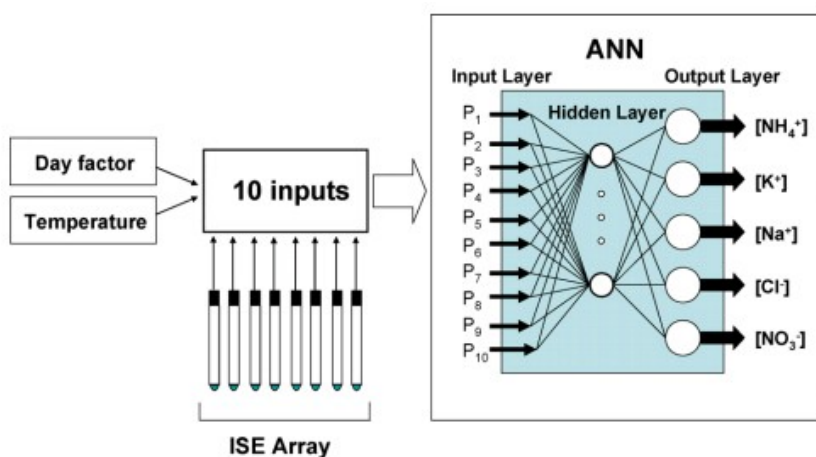 ANN
Input Layer
Output Layer
Hidden Layer
Day factor
Temperature
10 inputs
P₁
P₂
P₃
P₄
P₅
P₆
P₇
P₈
P₉
P₁₀
[NH₄⁺]
[K⁺]
[Na⁺]
[Cl⁻]
[NO₃⁻]
ISE Array